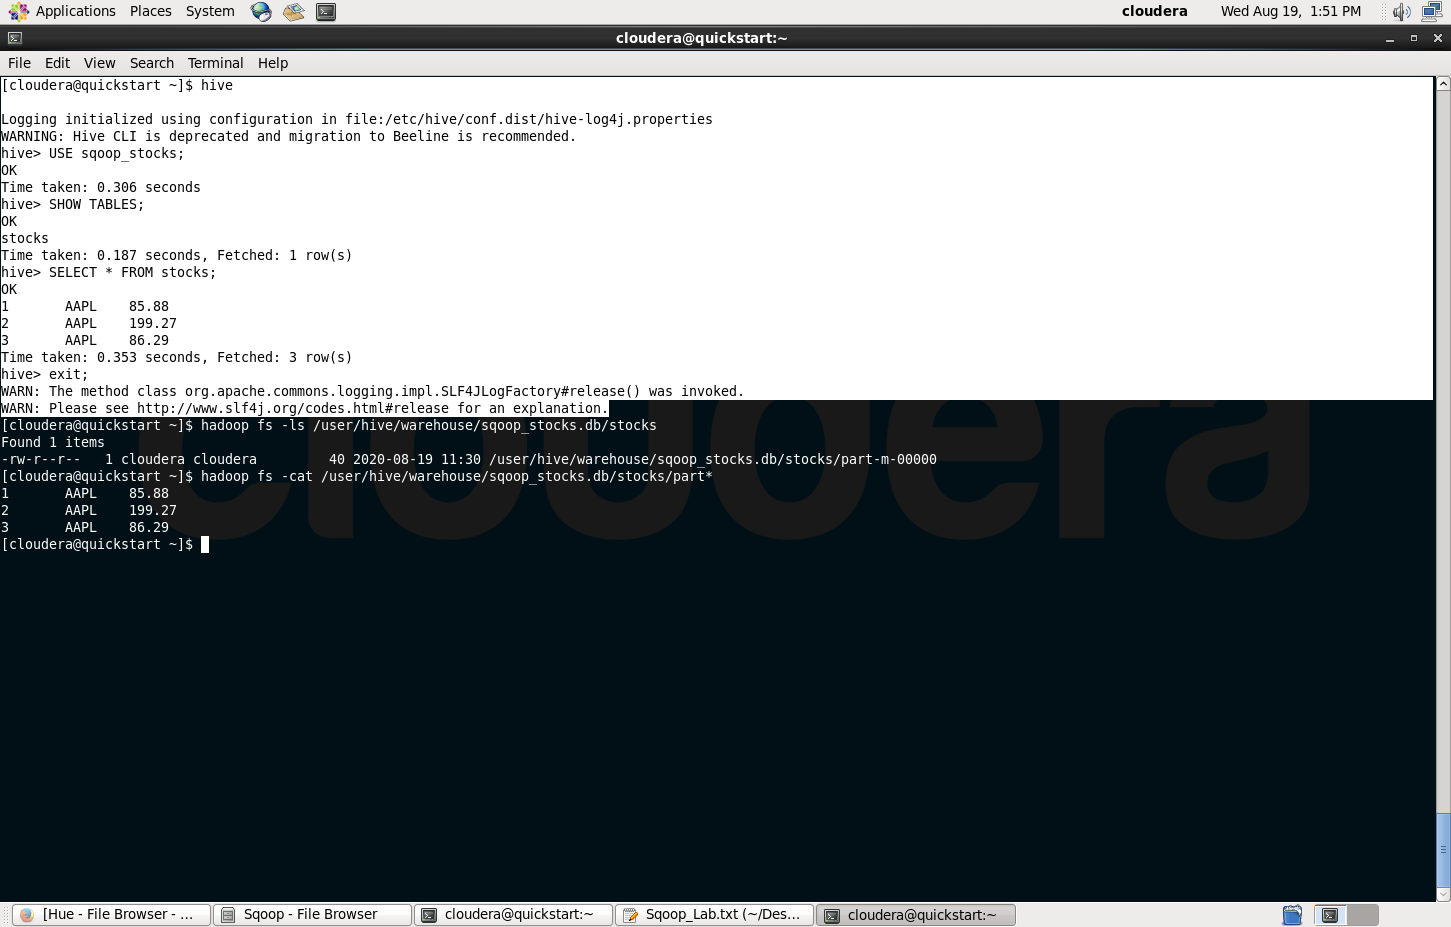 Applications Places System cloudera Wed Aug 19, 1:51 PM
cloudera@quickstart:~
File Edit View Search Terminal Help
[cloudera@quickstart ~]$ hive
Logging initialized using configuration in file:/etc/hive/conf.dist/hive-log4j.properties
WARNING: Hive CLI is deprecated and migration to Beeline is recommended.
hive> USE sqoop_stocks;
OK
Time taken: 0.306 seconds
hive> SHOW TABLES;
OK
stocks
Time taken: 0.187 seconds, Fetched: 1 row(s)
hive> SELECT * FROM stocks;
OK
1 AAPL 85.88
2 AAPL 199.27
3 AAPL 86.29
Time taken: 0.353 seconds, Fetched: 3 row(s)
hive> exit;
WARN: The method class org.apache.commons.logging.impl.SLF4JLogFactory#release() was invoked.
WARN: Please see http://www.slf4j.org/codes.html#release for an explanation.
[cloudera@quickstart ~]$ hadoop fs -ls /user/hive/warehouse/sqoop_stocks.db/stocks
Found 1 items
-rw-r--r-- 1 cloudera cloudera 40 2020-08-19 11:30 /user/hive/warehouse/sqoop_stocks.db/stocks/part-m-00000
[cloudera@quickstart ~]$ hadoop fs -cat /user/hive/warehouse/sqoop_stocks.db/stocks/part*
1 AAPL 85.88
2 AAPL 199.27
3 AAPL 86.29
[cloudera@quickstart ~]$
cloudera
[Hue - File Browser - ... Sqoop - File Browser cloudera@quickstart:~ Sqoop_Lab.txt (~/Des... cloudera@quickstart:~